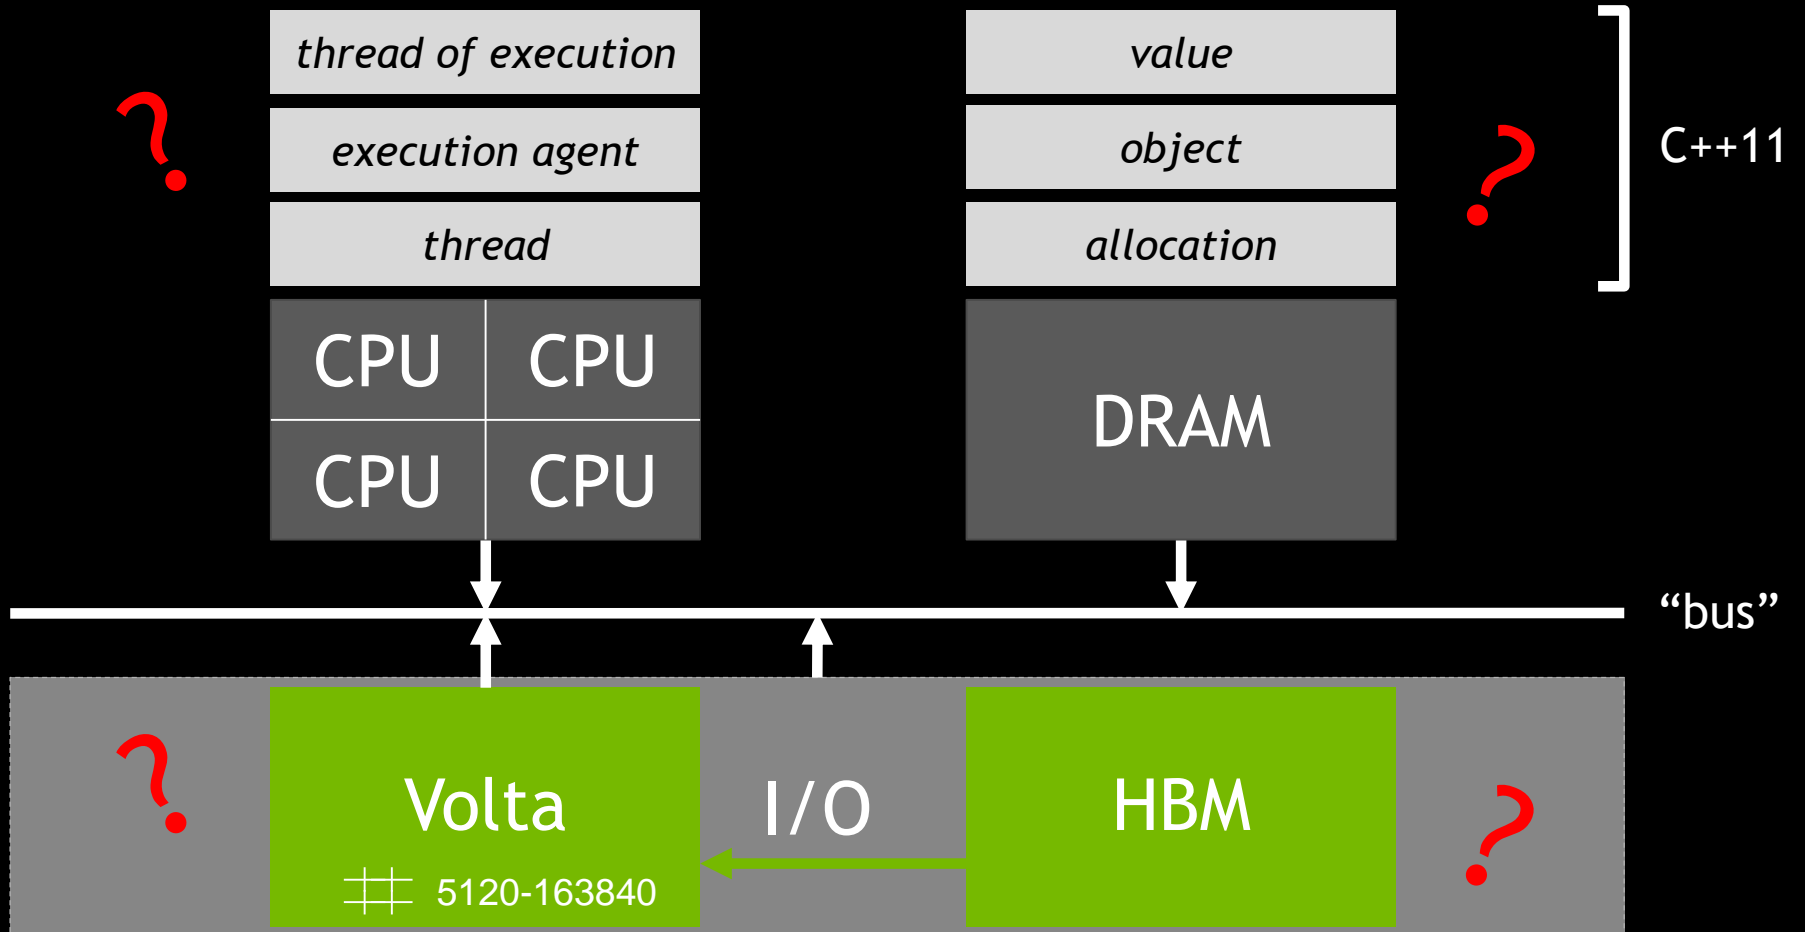 thread of execution
value
?
execution agent
object
?
C++11
thread
allocation
CPU
CPU
DRAM
CPU
CPU
“bus”
?
Volta
I/O
HBM
?
5120-163840